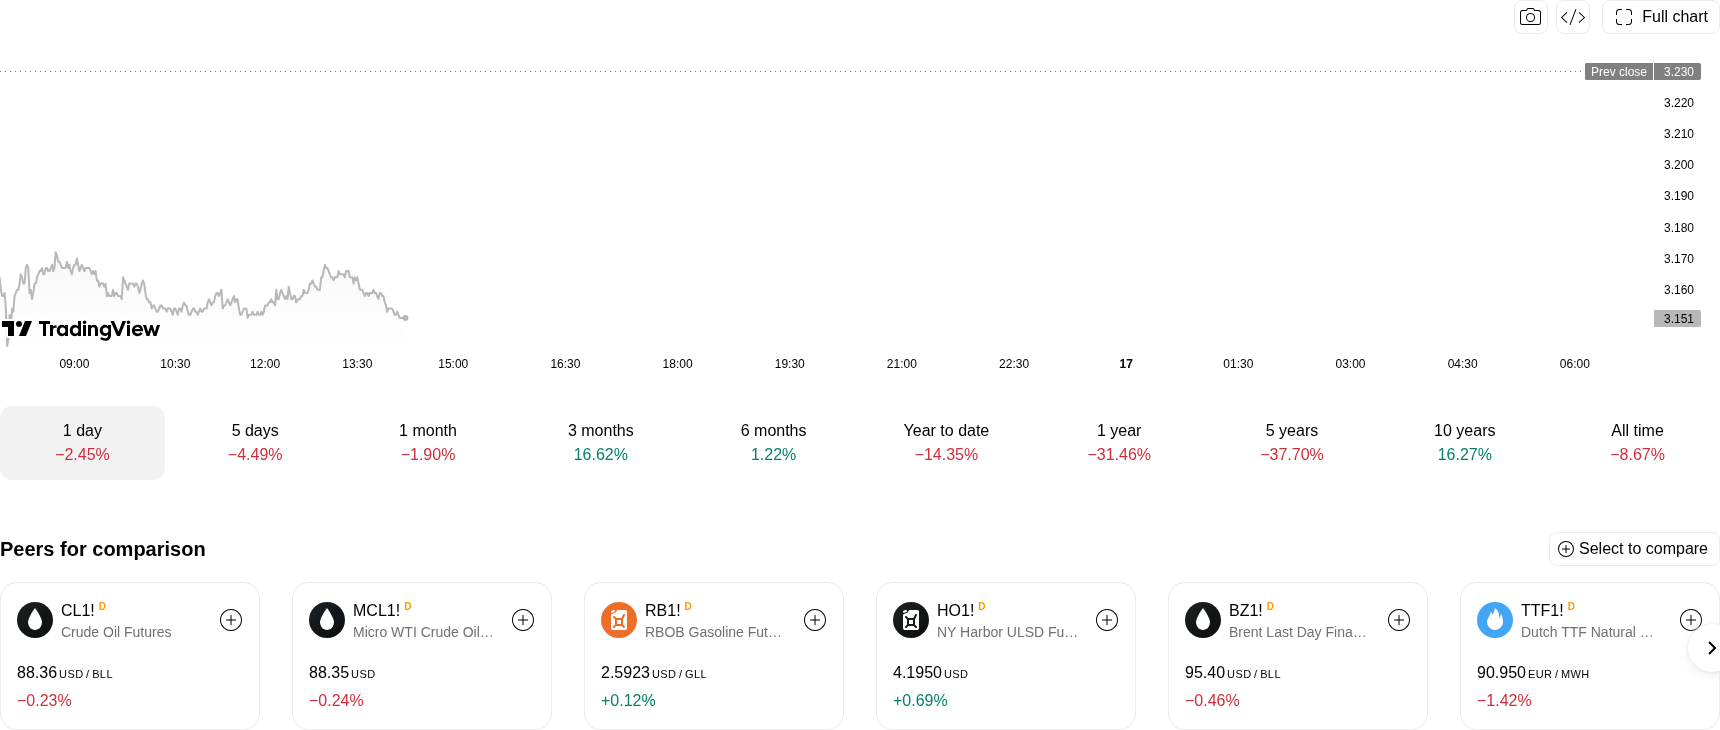 Full chart
Prev close 3.230
3.220
3.210
3.200
3.190
3.180
3.170
3.160
3.151
TradingView
09:00 10:30 12:00 13:30 15:00 16:30 18:00 19:30 21:00 22:30 17 01:30 03:00 04:30 06:00
1 day 5 days 1 month 3 months 6 months Year to date 1 year 5 years 10 years All time
−2.45% −4.49% −1.90% 16.62% 1.22% −14.35% −31.46% −37.70% 16.27% −8.67%
Peers for comparison Select to compare
CL1! D MCL1! D RB1! D HO1! D BZ1! D TTF1! D
Crude Oil Futures Micro WTI Crude Oil… RBOB Gasoline Fut… NY Harbor ULSD Fu… Brent Last Day Fina… Dutch TTF Natural …
88.36 USD / BLL 88.35 USD 2.5923 USD / GLL 4.1950 USD 95.40 USD / BLL 90.950 EUR / MWH
−0.23% −0.24% +0.12% +0.69% −0.46% −1.42%